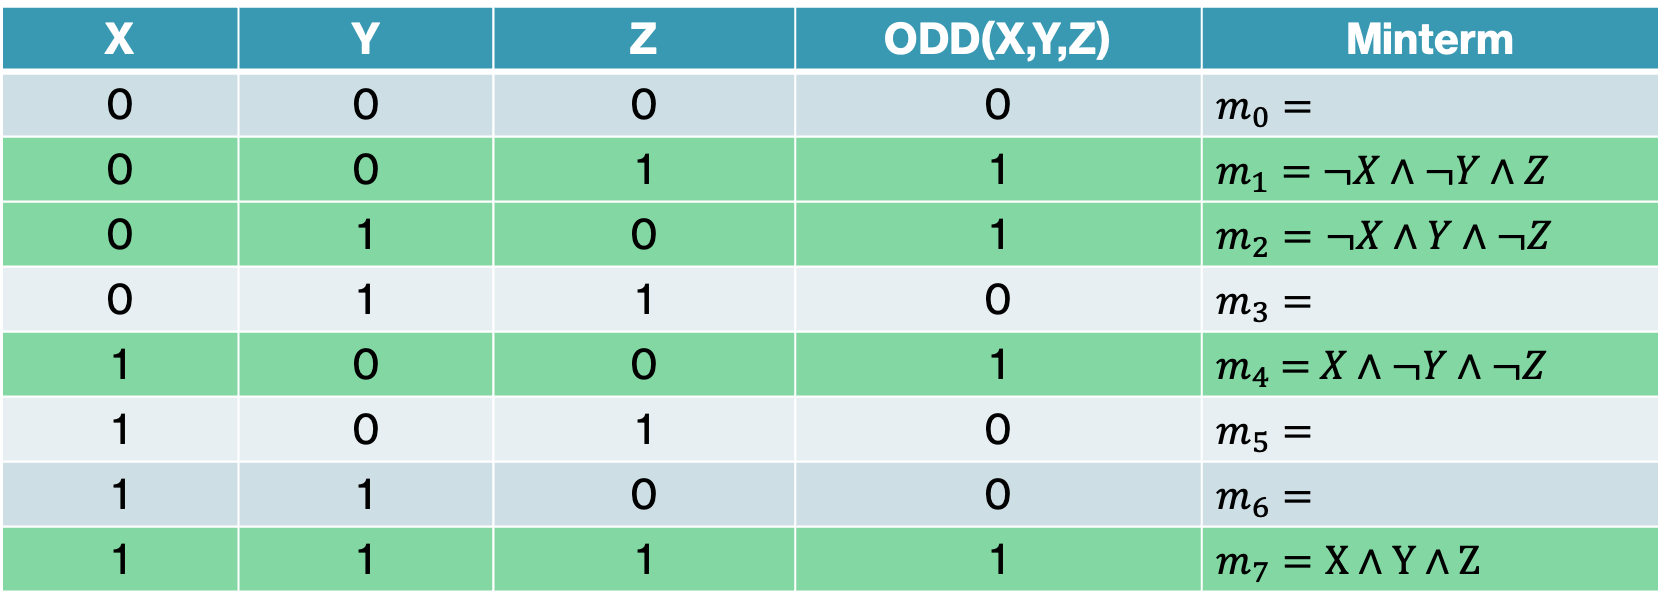 X Y Z ODD(X,Y,Z) Minterm
0 0 0 0 m₀ =
0 0 1 1 m₁ = ¬X ∧ ¬Y ∧ Z
0 1 0 1 m₂ = ¬X ∧ Y ∧ ¬Z
0 1 1 0 m₃ =
1 0 0 1 m₄ = X ∧ ¬Y ∧ ¬Z
1 0 1 0 m₅ =
1 1 0 0 m₆ =
1 1 1 1 m₇ = X ∧ Y ∧ Z